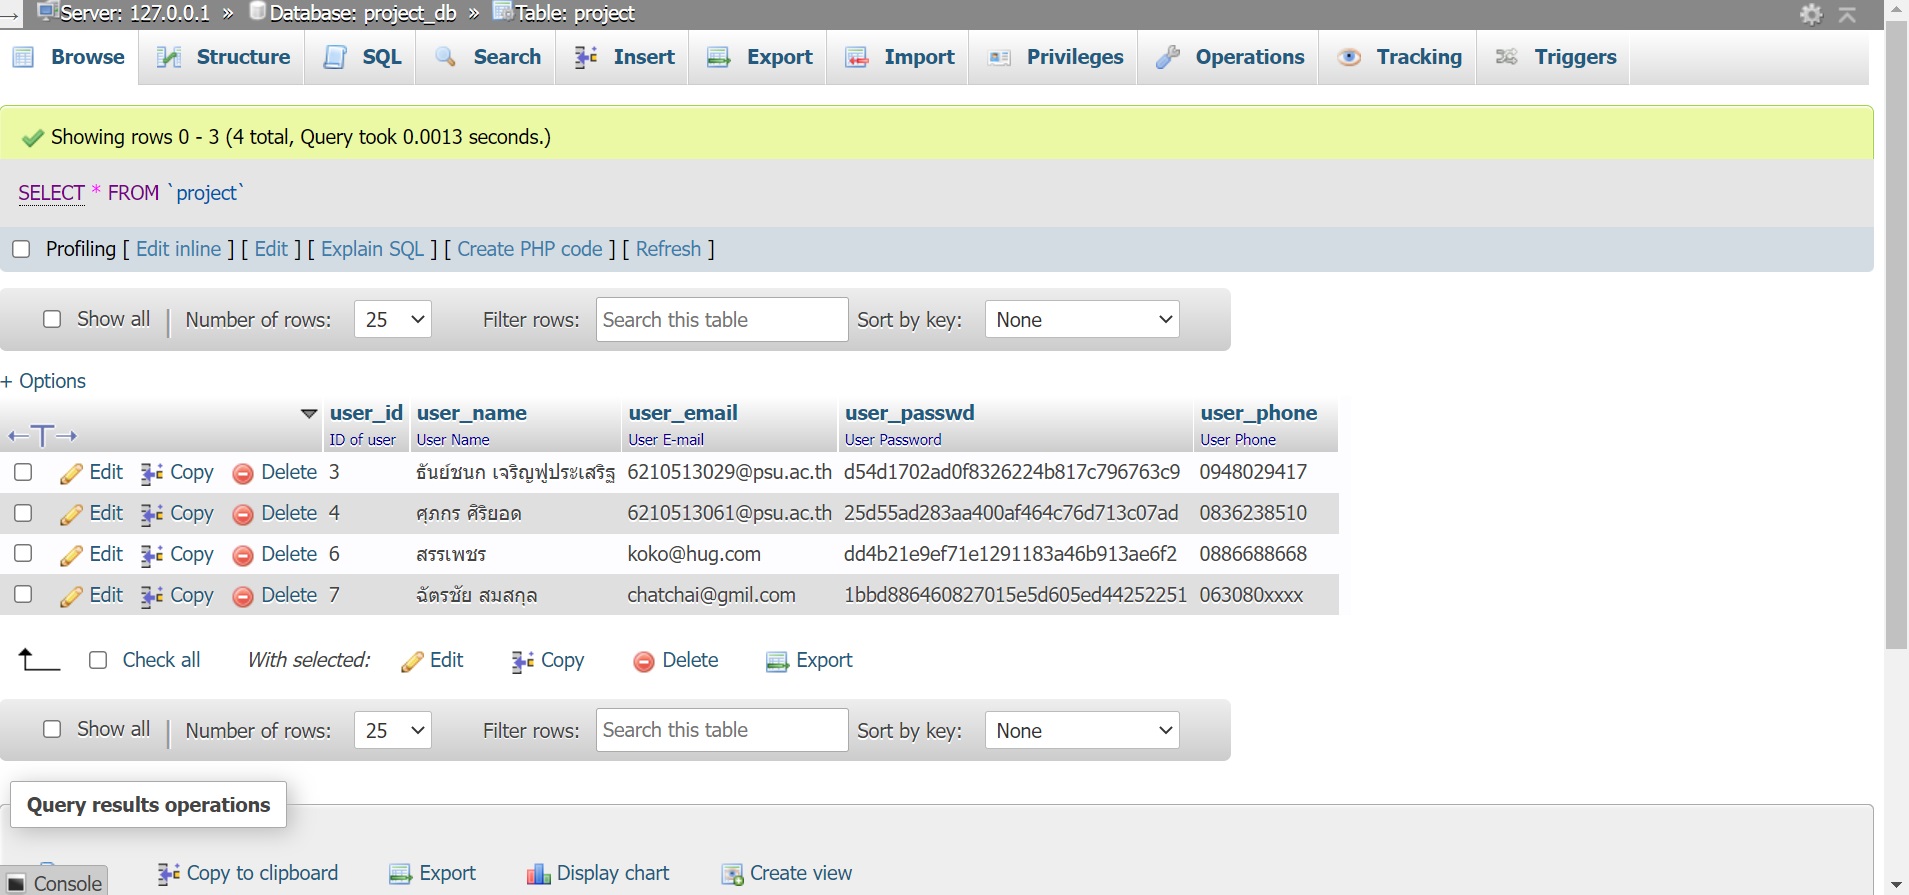 Server: 127.0.0.1 » Database: project_db » Table: project
Browse Structure SQL Search Insert Export Import Privileges Operations Tracking Triggers
Showing rows 0 - 3 (4 total, Query took 0.0013 seconds.)
SELECT * FROM `project`
Profiling [ Edit inline ] [ Edit ] [ Explain SQL ] [ Create PHP code ] [ Refresh ]
Show all | Number of rows: 25 Filter rows: Search this table Sort by key: None
+ Options
user_id user_name user_email user_passwd user_phone
ID of user User Name User E-mail User Password User Phone
Edit Copy Delete 3 ธันย์ชนก เจริญฟูประเสริฐ 6210513029@psu.ac.th d54d1702ad0f8326224b817c796763c9 0948029417
Edit Copy Delete 4 ศุภกร ศิริยอด 6210513061@psu.ac.th 25d55ad283aa400af464c76d713c07ad 0836238510
Edit Copy Delete 6 สรรเพชร koko@hug.com dd4b21e9ef71e1291183a46b913ae6f2 0886688668
Edit Copy Delete 7 ฉัตรชัย สมสกุล chatchai@gmil.com 1bbd886460827015e5d605ed44252251 063080xxxx
Check all With selected: Edit Copy Delete Export
Show all | Number of rows: 25 Filter rows: Search this table Sort by key: None
Query results operations
Copy to clipboard Export Display chart Create view
Console